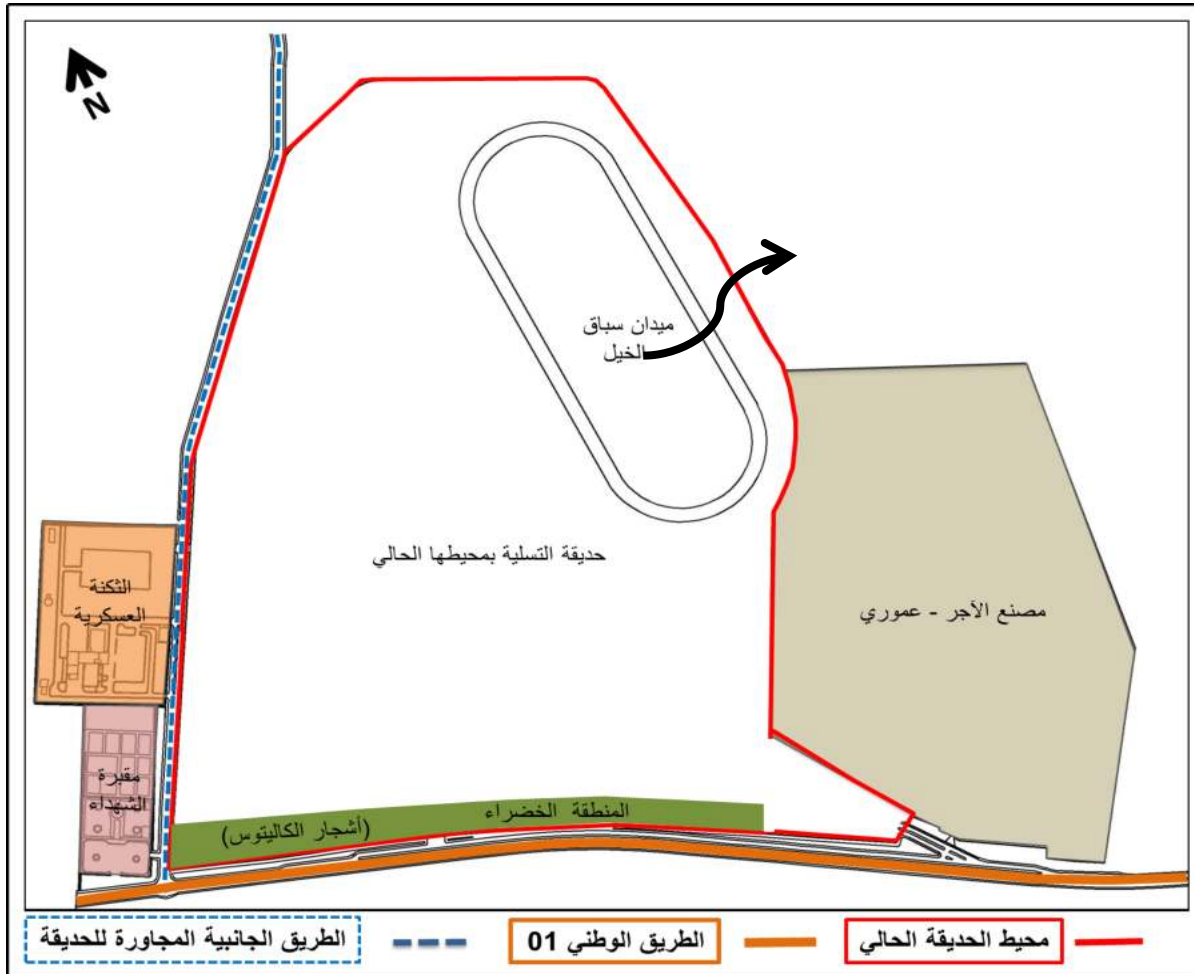 N
ميدان سباق
الخيل
حديقة التسلية بمحيطها الحالي
مصنع الآجر - عموري
الثكنة
العسكرية
مقبرة
الشهداء
المنطقة الخضراء
(أشجار الكاليتوس)
محيط الحديقة الحالي
الطريق الوطني 01
الطريق الجانبية المجاورة للحديقة